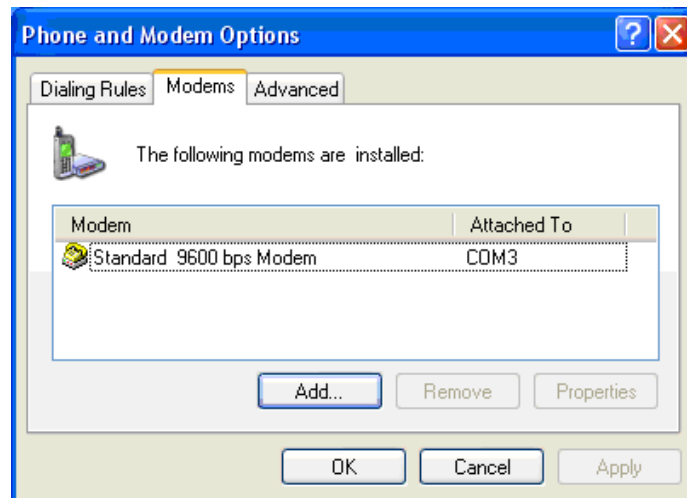 Phone and Modem Options
Dialing Rules Modems Advanced
The following modems are installed:
Modem Attached To
Standard 9600 bps Modem COM3
Add... Remove Properties
OK Cancel Apply